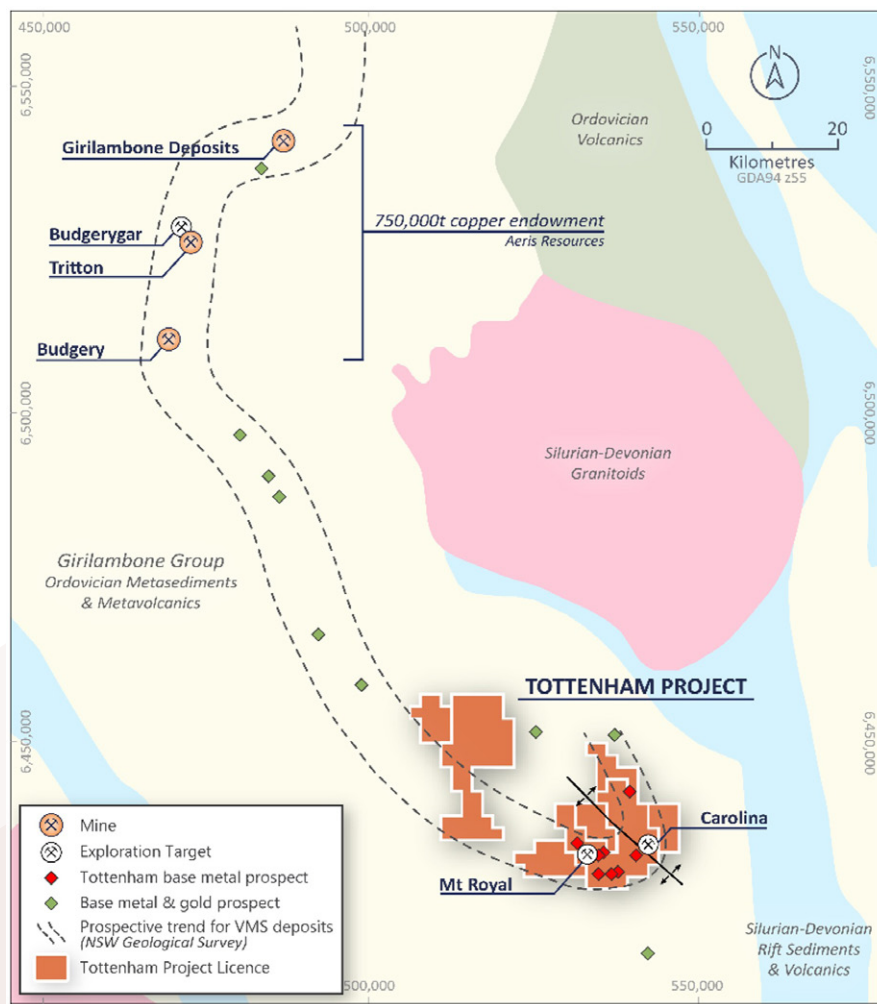 450,000
500,000
550,000
6,550,000
6,550,000
N
0
20
Kilometres
GDA94 z55
Ordovician
Volcanics
Girilambone Deposits
750,000t copper endowment
Aeris Resources
Budgerygar
Tritton
Budgery
6,500,000
6,500,000
Silurian-Devonian
Granitoids
Girilambone Group
Ordovician Metasediments
& Metavolcanics
TOTTENHAM PROJECT
6,450,000
6,450,000
Carolina
Mt Royal
Mine
Exploration Target
Tottenham base metal prospect
Base metal & gold prospect
Prospective trend for VMS deposits
(NSW Geological Survey)
Tottenham Project Licence
Silurian-Devonian
Rift Sediments
& Volcanics
500,000
550,000